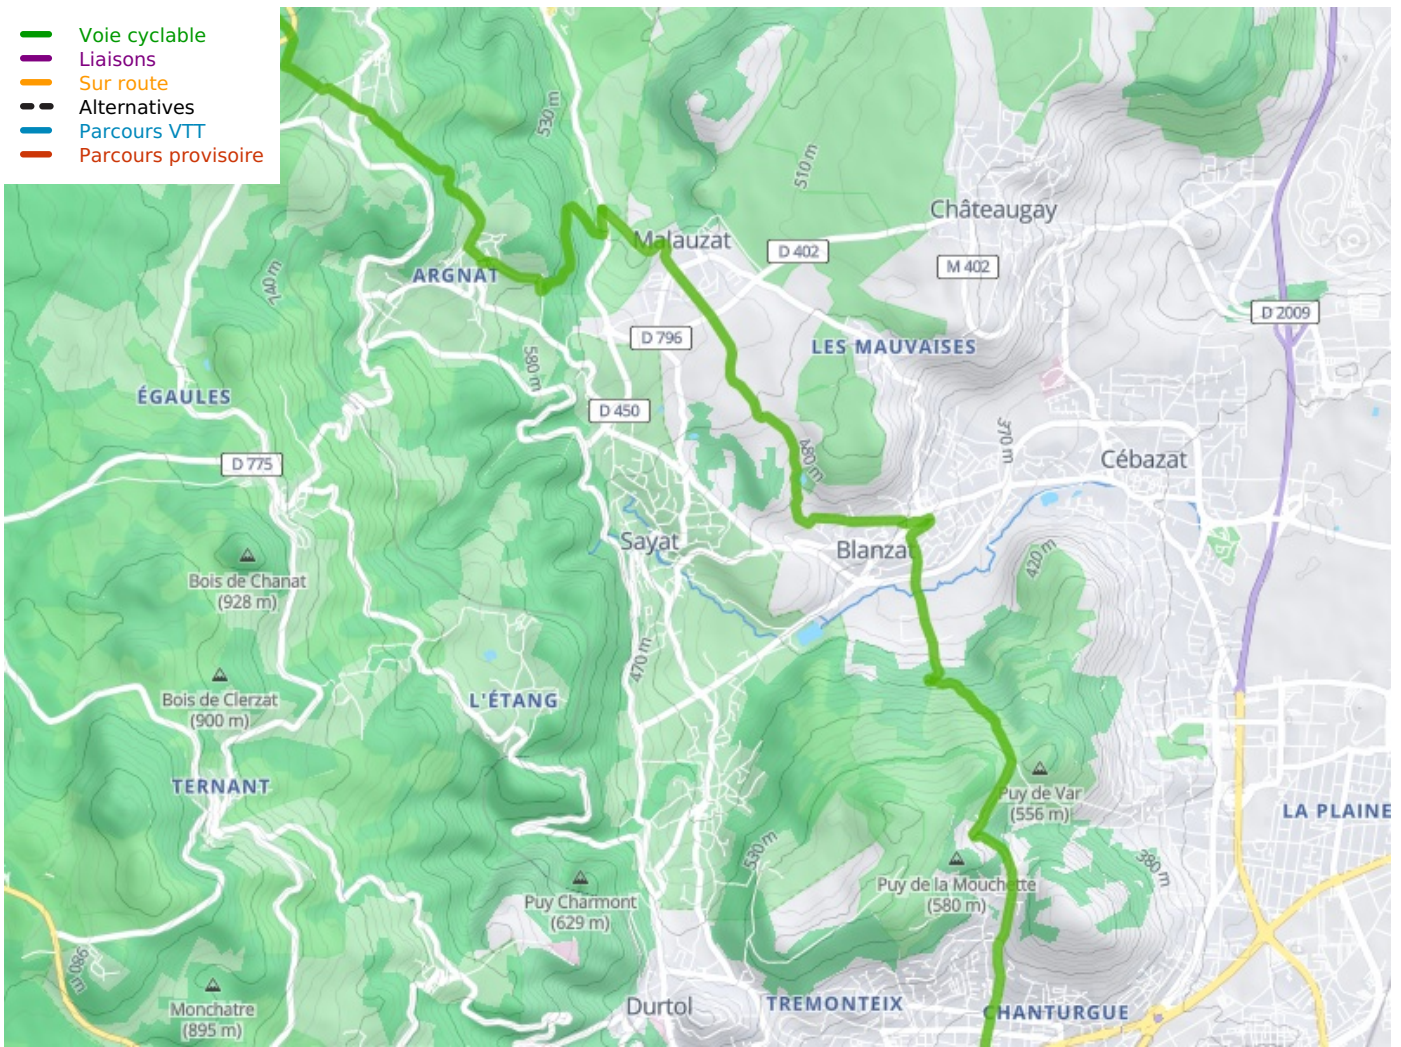 Voie cyclable
Liaisons
Sur route
Alternatives
Parcours VTT
Parcours provisoire
530 m
510 m
Châteaugay
Malauzat
D 402
M 402
ARGNAT
740 m
D 2009
D 796
LES MAUVAISES
580 m
ÉGAULES
D 450
370 m
480 m
Cébazat
D 775
Sayat
Blanzat
420 m
Bois de Chanat
(928 m)
470 m
Bois de Clerzat
(900 m)
L'ÉTANG
TERNANT
Puy de Var
(556 m)
LA PLAINE
530 m
380 m
Puy de la Mouchette
(580 m)
Puy Charmont
(629 m)
980 m
Monchatre
(895 m)
Durtol
TREMONTEIX
CHANTURGUE